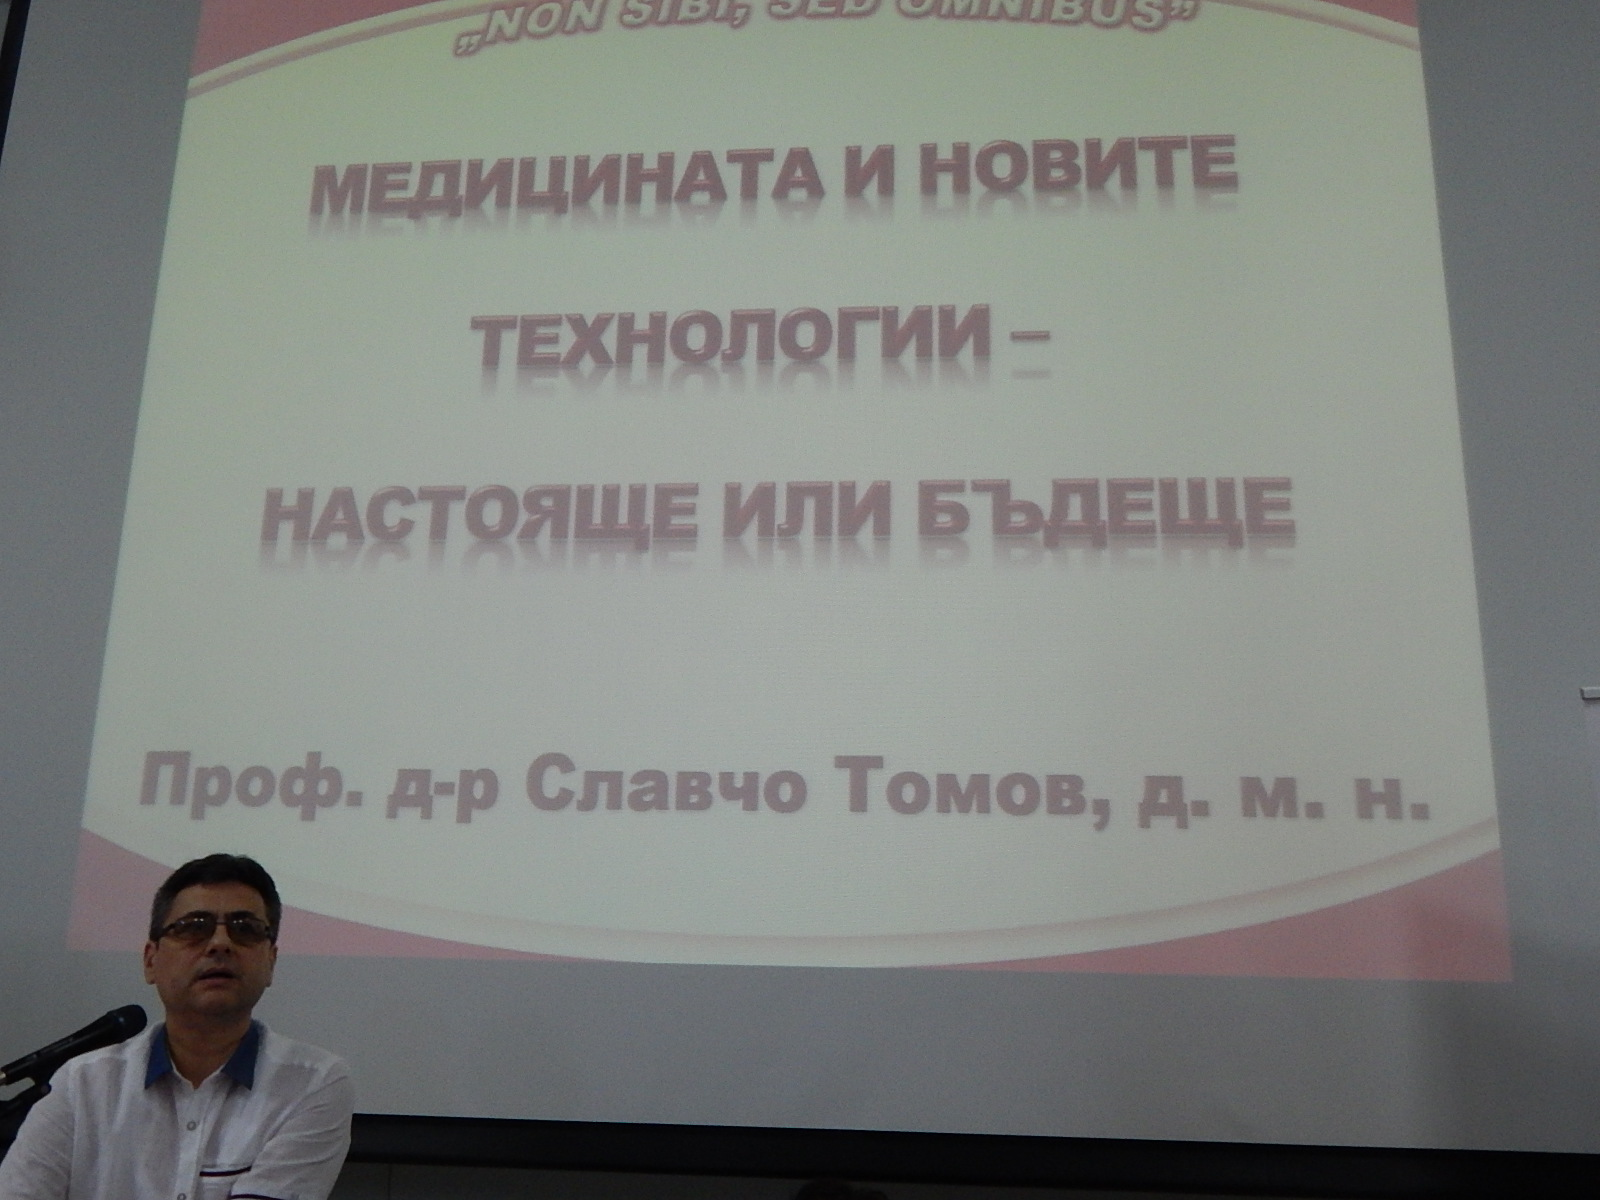 „NON SIBI, SED OMNIBUS”
МЕДИЦИНАТА И НОВИТЕ
ТЕХНОЛОГИИ –
НАСТОЯЩЕ ИЛИ БЪДЕЩЕ
Проф. д-р Славчо Томов, д. м. н.